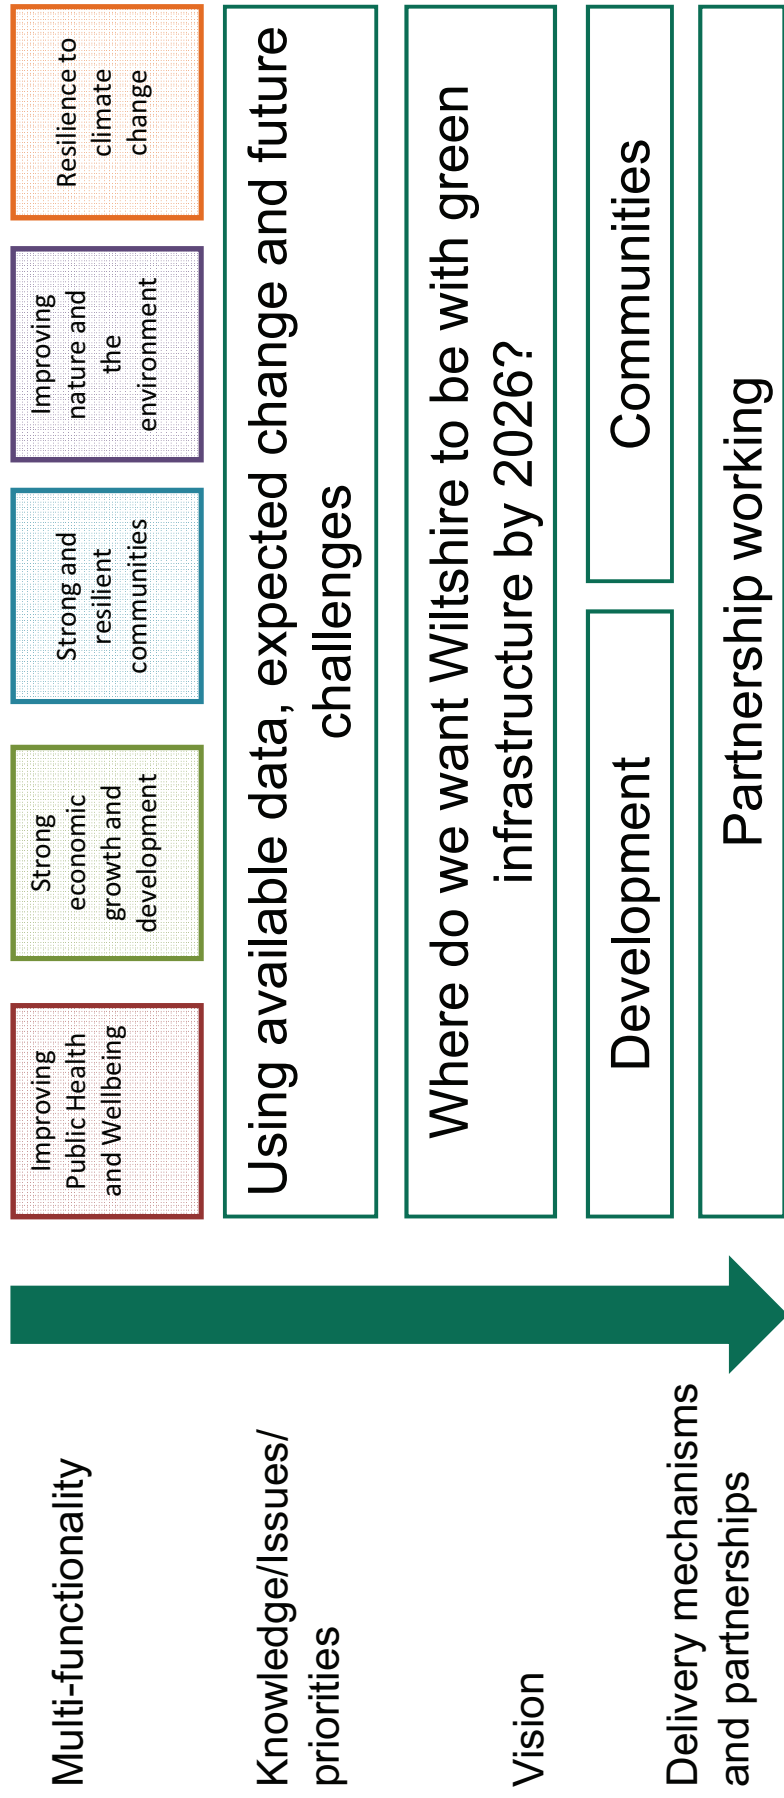 Multi-functionality
Improving
Public Health
and Wellbeing
Strong
economic
growth and
development
Strong and
resilient
communities
Improving
nature and
the
environment
Resilience to
climate
change
Knowledge/Issues/
priorities
Using available data, expected change and future
challenges
Vision
Where do we want Wiltshire to be with green
infrastructure by 2026?
Delivery mechanisms
and partnerships
Development
Communities
Partnership working